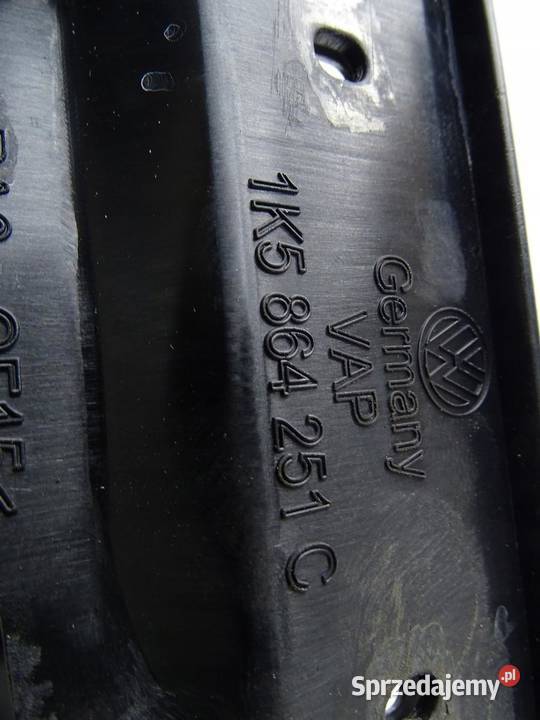 Germany
VAP
1K5 864 251 C
Sprzedajemy.pl